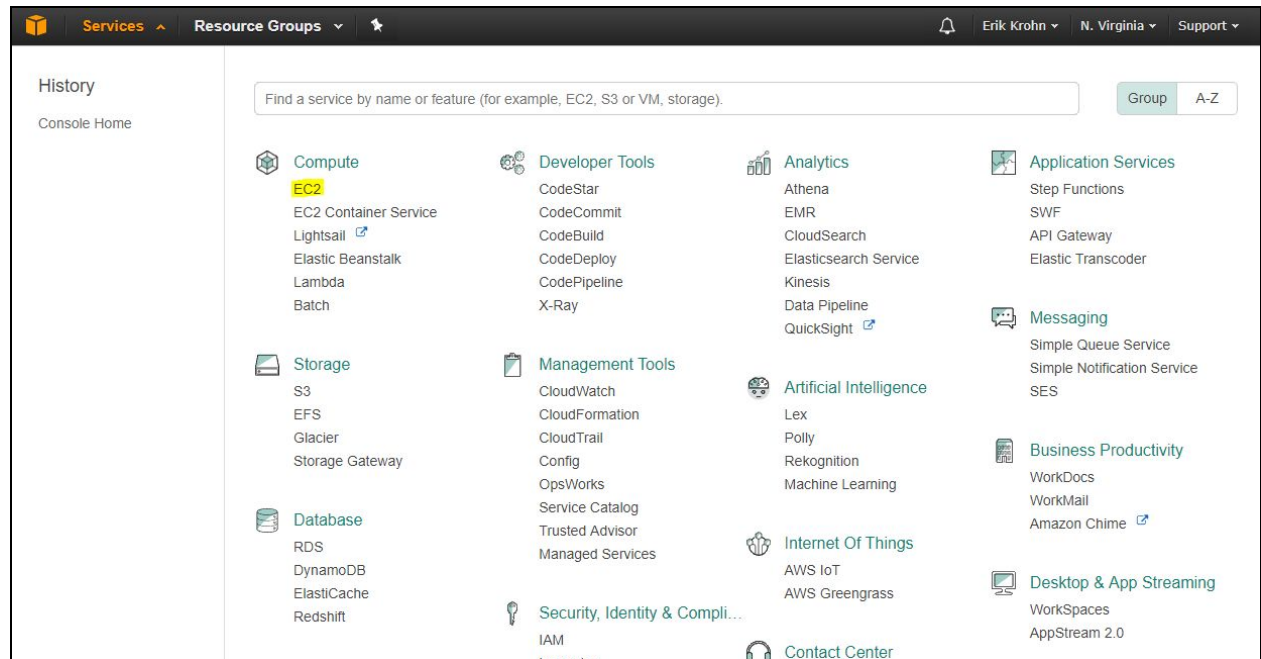 Services
Resource Groups
Erik Krohn
N. Virginia
Support
History
Console Home
Find a service by name or feature (for example, EC2, S3 or VM, storage).
Group
A-Z
Compute
EC2
EC2 Container Service
Lightsail
Elastic Beanstalk
Lambda
Batch
Storage
S3
EFS
Glacier
Storage Gateway
Database
RDS
DynamoDB
ElastiCache
Redshift
Developer Tools
CodeStar
CodeCommit
CodeBuild
CodeDeploy
CodePipeline
X-Ray
Management Tools
CloudWatch
CloudFormation
CloudTrail
Config
OpsWorks
Service Catalog
Trusted Advisor
Managed Services
Security, Identity & Compli...
IAM
Analytics
Athena
EMR
CloudSearch
Elasticsearch Service
Kinesis
Data Pipeline
QuickSight
Artificial Intelligence
Lex
Polly
Rekognition
Machine Learning
Internet Of Things
AWS IoT
AWS Greengrass
Contact Center
Application Services
Step Functions
SWF
API Gateway
Elastic Transcoder
Messaging
Simple Queue Service
Simple Notification Service
SES
Business Productivity
WorkDocs
WorkMail
Amazon Chime
Desktop & App Streaming
WorkSpaces
AppStream 2.0